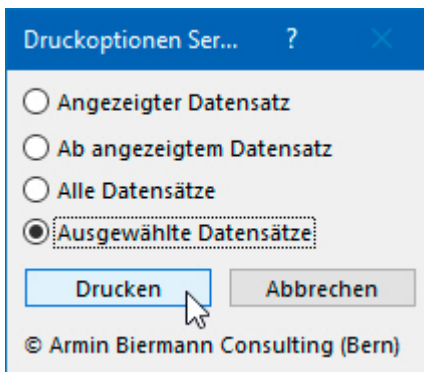 Druckoptionen Ser... ?
Angezeigter Datensatz
Ab angezeigtem Datensatz
Alle Datensätze
Ausgewählte Datensätze
Drucken Abbrechen
© Armin Biermann Consulting (Bern)